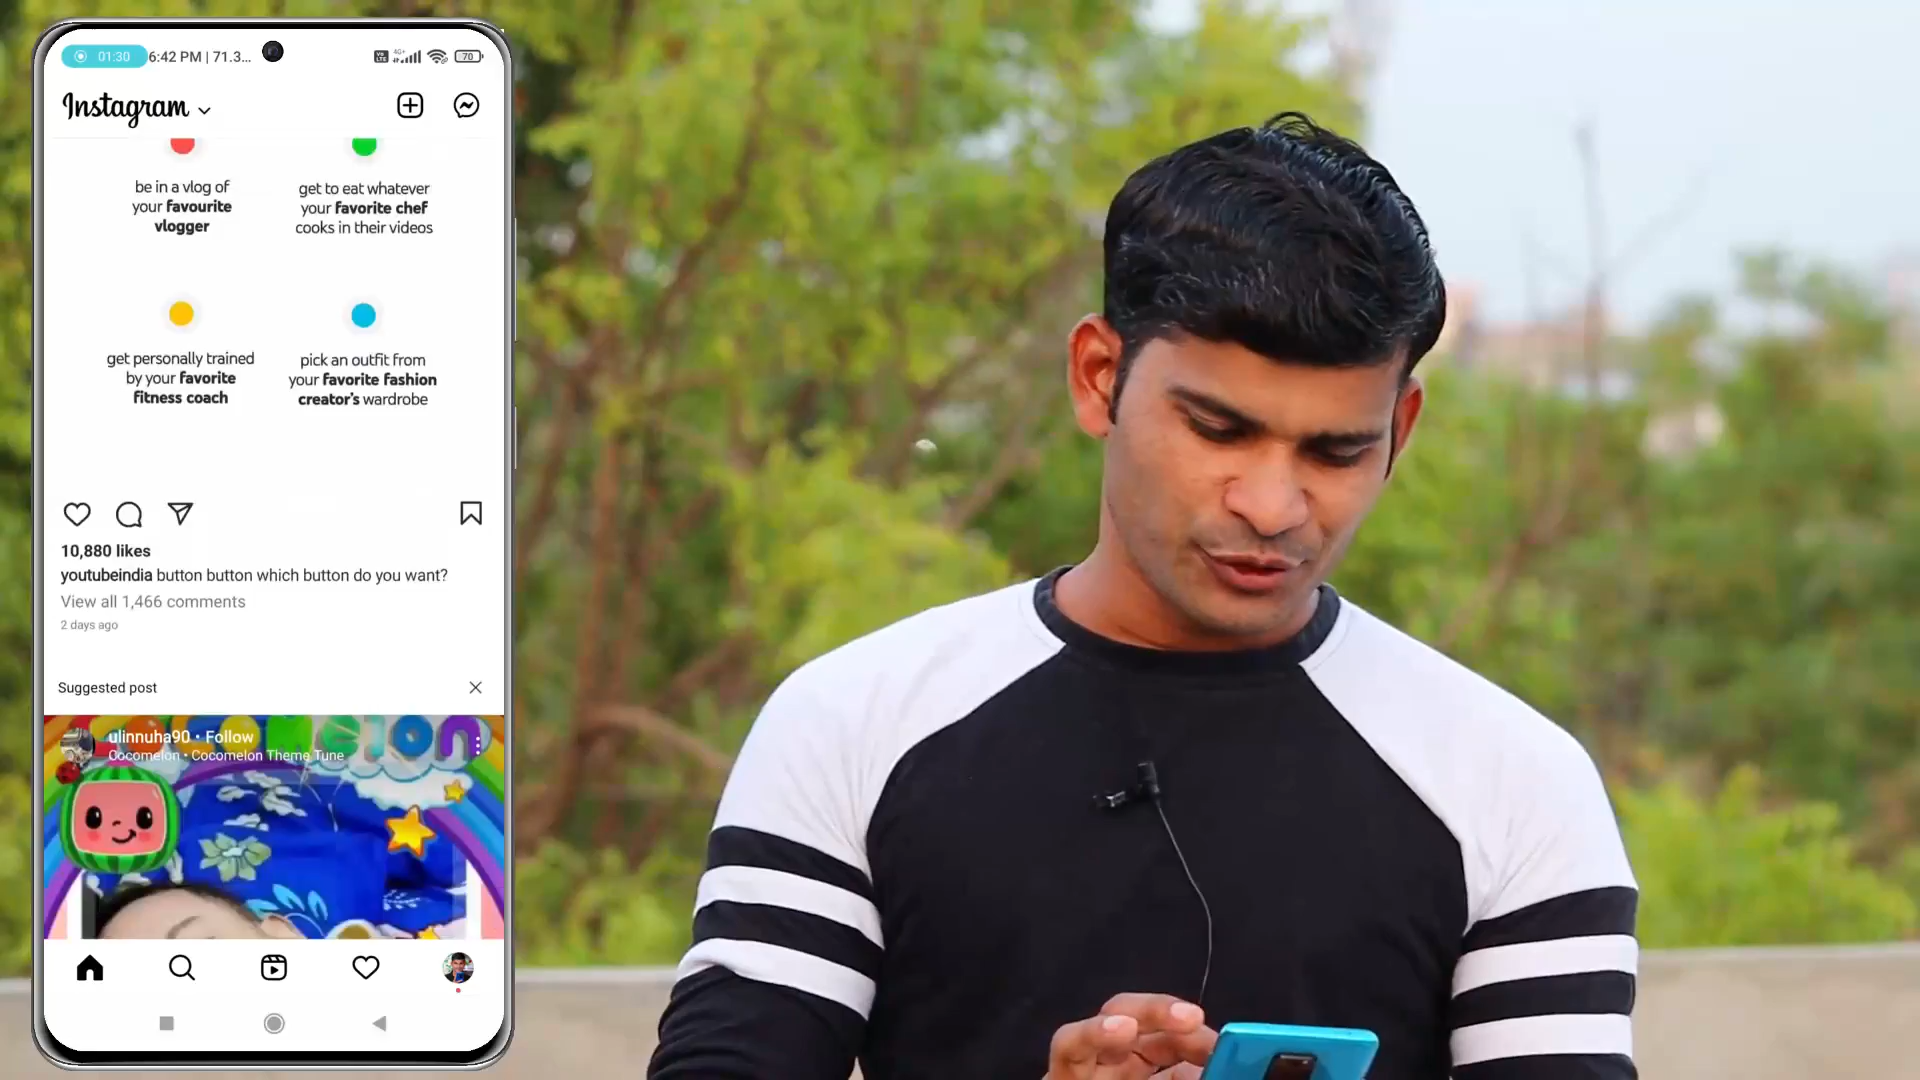 01:30 6:42 PM | 71.3... 4G+ 70
Instagram
be in a vlog of
your favourite
vlogger
get to eat whatever
your favorite chef
cooks in their videos
get personally trained
by your favorite
fitness coach
pick an outfit from
your favorite fashion
creator's wardrobe
10,880 likes
youtubeindia button button which button do you want?
View all 1,466 comments
2 days ago
Suggested post
ulinnuha90 • Follow
Cocomelon • Cocomelon Theme Tune